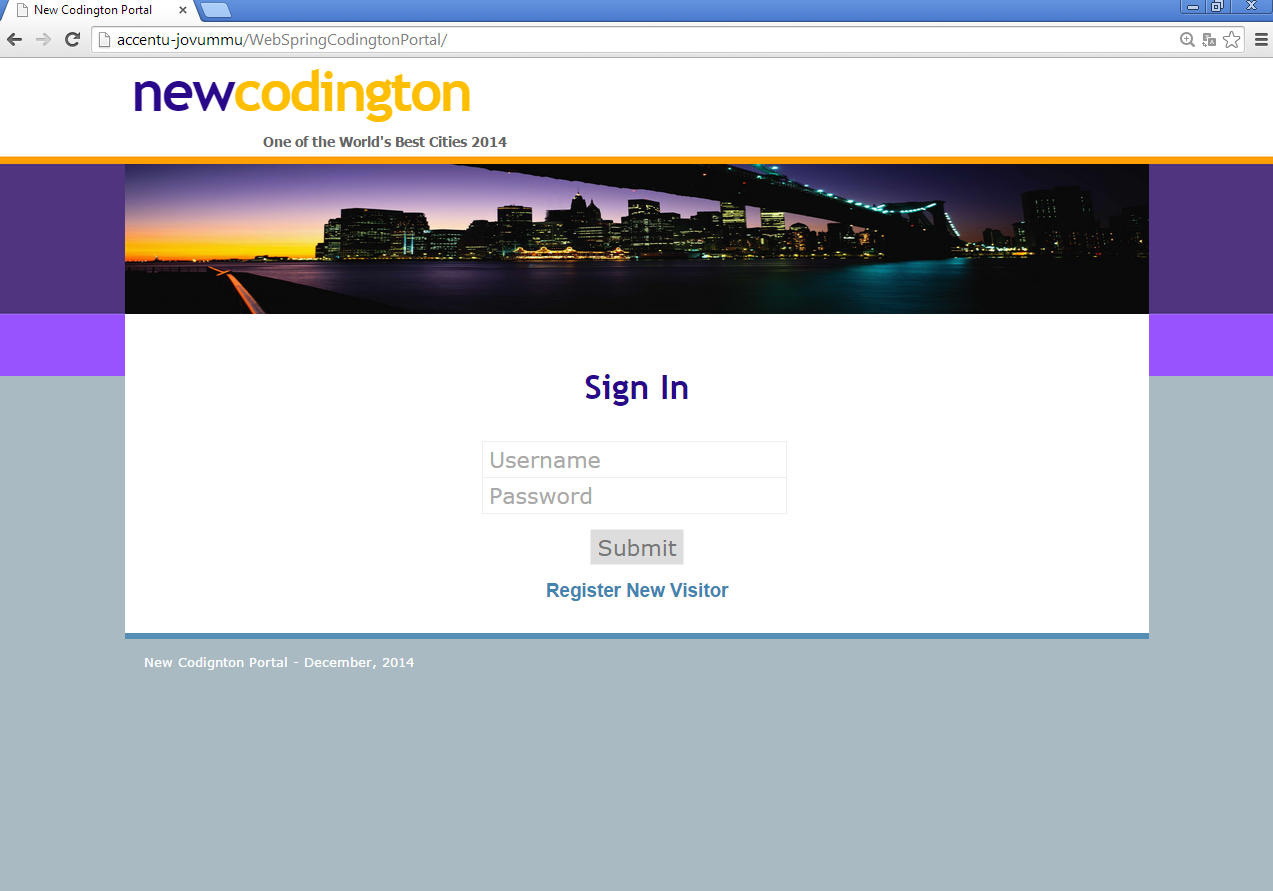 New Codington Portal
accentu-jovummu/WebSpringCodingtonPortal/
newcodington
One of the World's Best Cities 2014
Sign In
Username
Password
Submit
Register New Visitor
New Codignton Portal - December, 2014